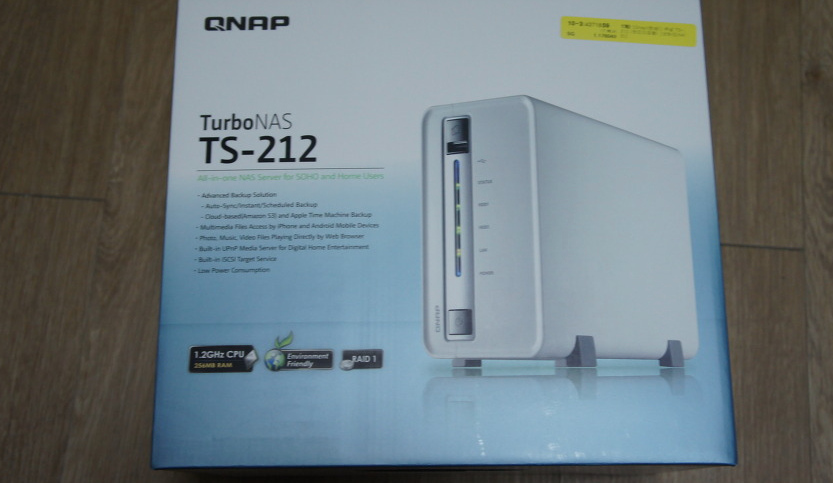 QNAP
TurboNAS
TS-212
All-in-one NAS Server for SOHO and Home Users
- Advanced Backup Solution
- Auto-Sync/Instant/Scheduled Backup
- Cloud-based(Amazon S3) and Apple Time Machine Backup
- Multimedia Files Access by iPhone and Android Mobile Devices
- Photo, Music, Video Files Playing Directly by Web Browser
- Built-in UPnP Media Server for Digital Home Entertainment
- Built-in iSCSI Target Service
- Low Power Consumption
1.2GHz CPU
256MB RAM
Environment
Friendly
RAID 1
LAN
QNAP